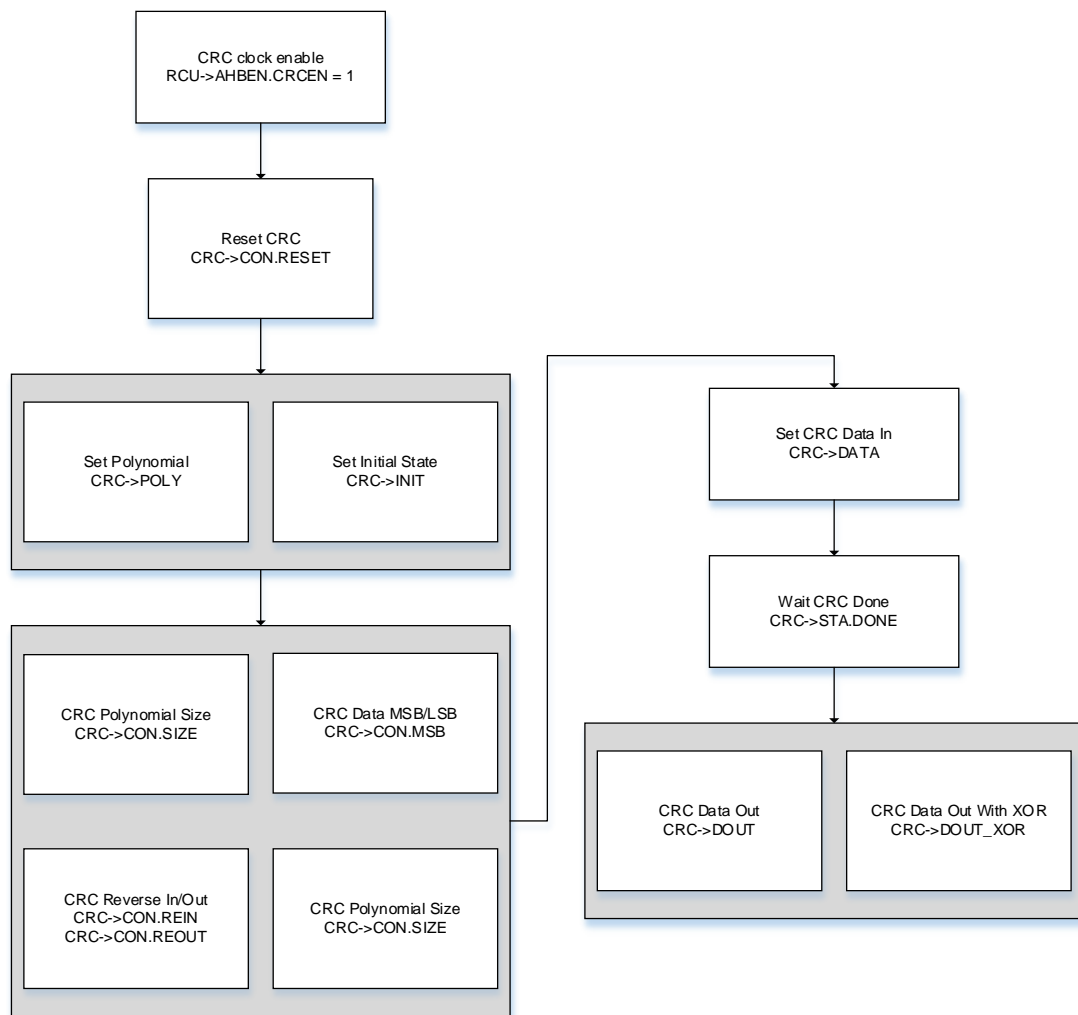 CRC clock enable
RCU->AHBEN.CRCEN = 1
Reset CRC
CRC->CON.RESET
Set Polynomial
CRC->POLY
Set Initial State
CRC->INIT
CRC Polynomial Size
CRC->CON.SIZE
CRC Data MSB/LSB
CRC->CON.MSB
CRC Reverse In/Out
CRC->CON.REIN
CRC->CON.REOUT
CRC Polynomial Size
CRC->CON.SIZE
Set CRC Data In
CRC->DATA
Wait CRC Done
CRC->STA.DONE
CRC Data Out
CRC->DOUT
CRC Data Out With XOR
CRC->DOUT_XOR